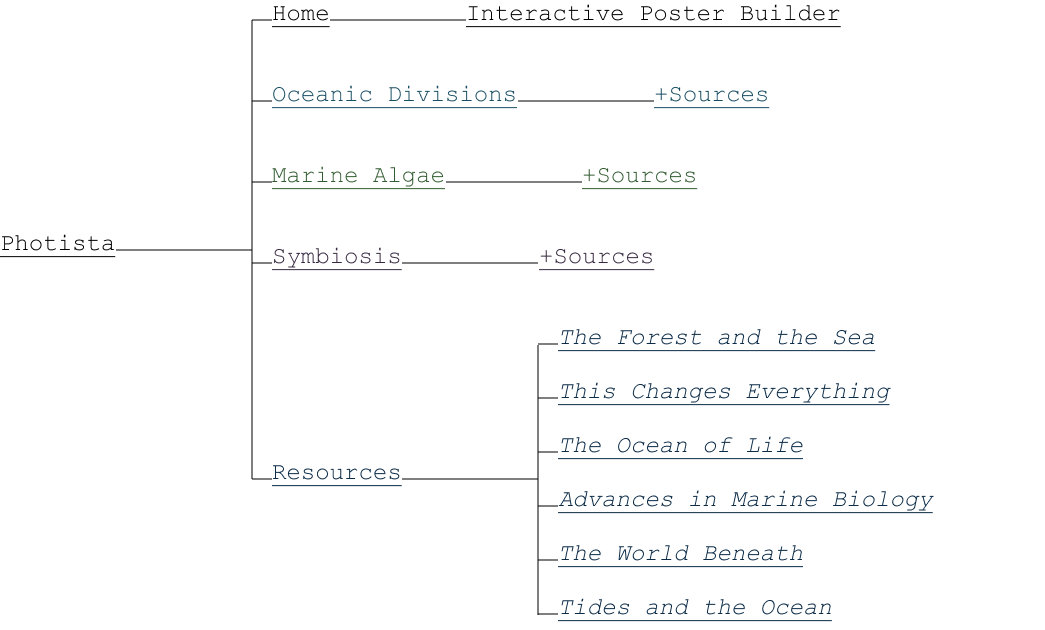 Home Interactive Poster Builder
Oceanic Divisions +Sources
Marine Algae +Sources
Photista
Symbiosis +Sources
The Forest and the Sea
This Changes Everything
The Ocean of Life
Resources
Advances in Marine Biology
The World Beneath
Tides and the Ocean